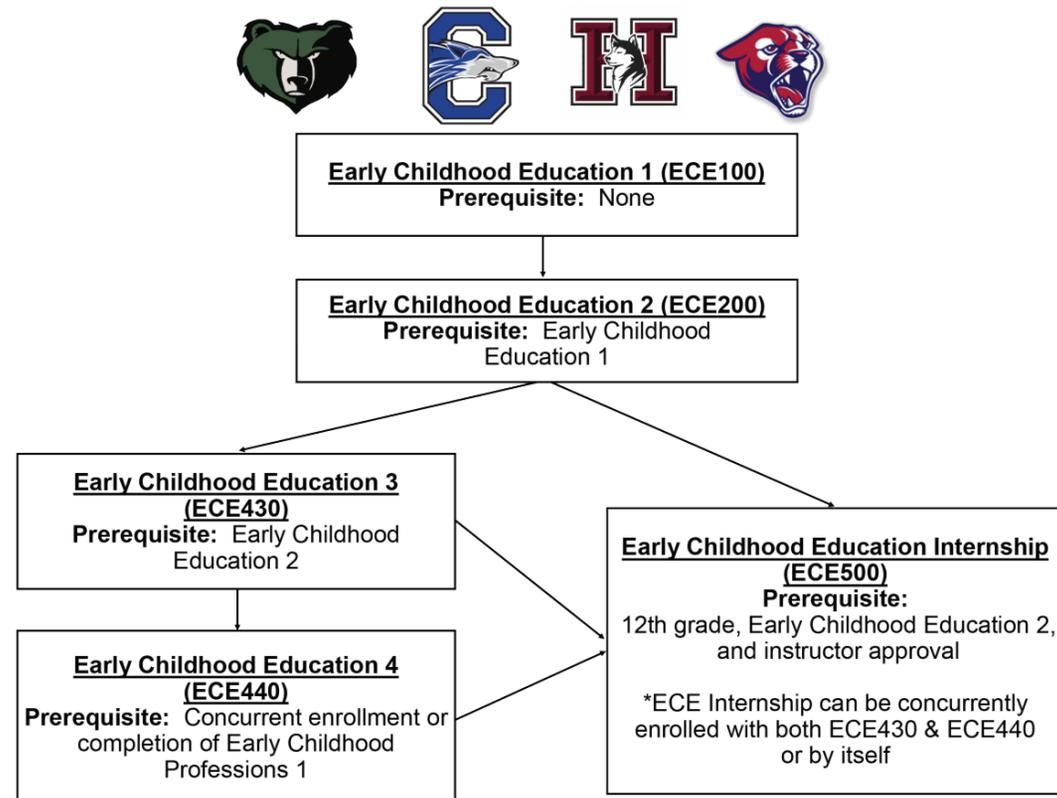 C
H
Early Childhood Education 1 (ECE100)
Prerequisite: None
Early Childhood Education 2 (ECE200)
Prerequisite: Early Childhood
Education 1
Early Childhood Education 3
(ECE430)
Prerequisite: Early Childhood
Education 2
Early Childhood Education 4
(ECE440)
Prerequisite: Concurrent enrollment or
completion of Early Childhood
Professions 1
Early Childhood Education Internship
(ECE500)
Prerequisite:
12th grade, Early Childhood Education 2,
and instructor approval
*ECE Internship can be concurrently
enrolled with both ECE430 & ECE440
or by itself